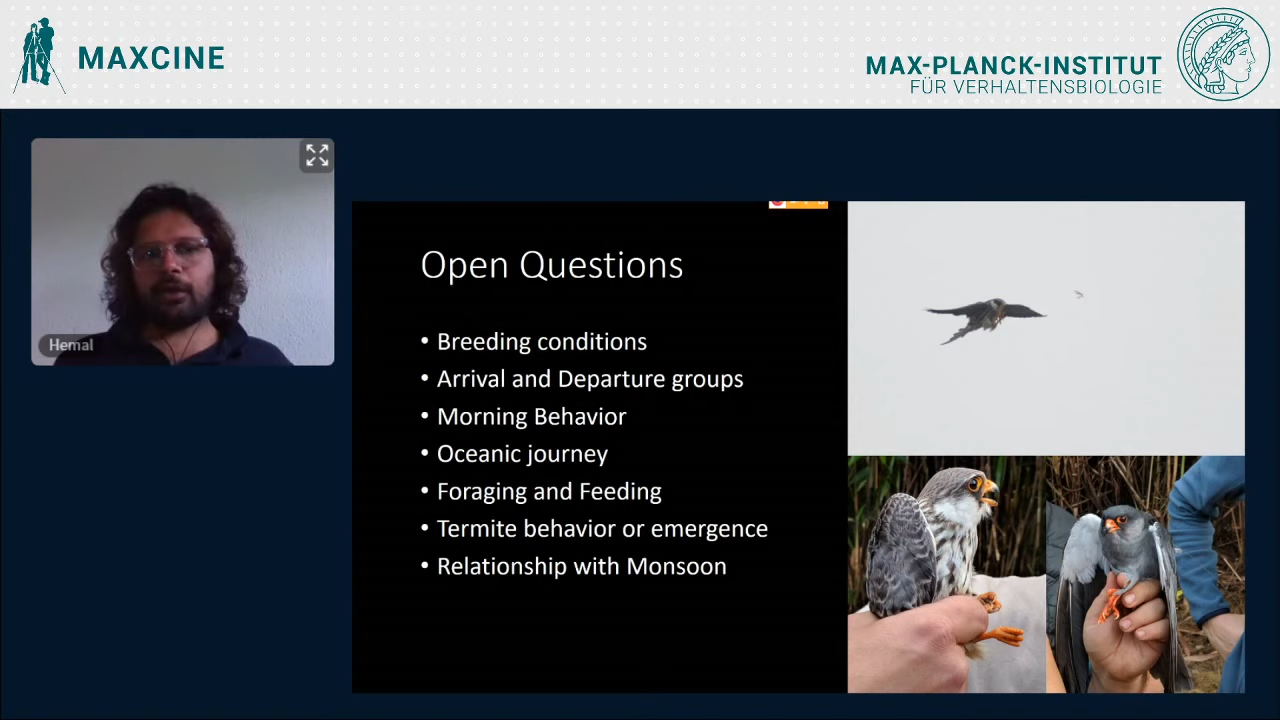 MAXCINE
MAX-PLANCK-INSTITUT
FÜR VERHALTENSBIOLOGIE
Hemal
Open Questions
• Breeding conditions
• Arrival and Departure groups
• Morning Behavior
• Oceanic journey
• Foraging and Feeding
• Termite behavior or emergence
• Relationship with Monsoon